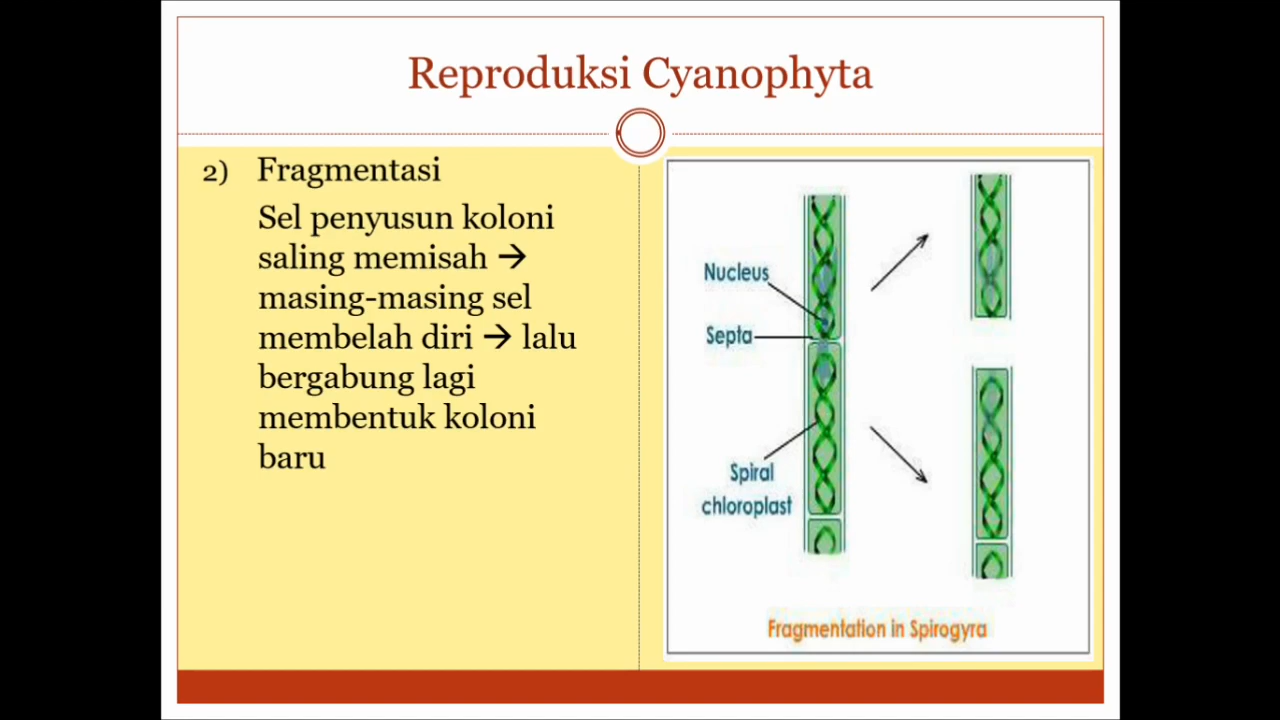 Reproduksi Cyanophyta
2) Fragmentasi
Sel penyusun koloni
saling memisah →
masing-masing sel
membelah diri → lalu
bergabung lagi
membentuk koloni
baru
Nucleus
Septa
Spiral
chloroplast
Fragmentation in Spirogyra